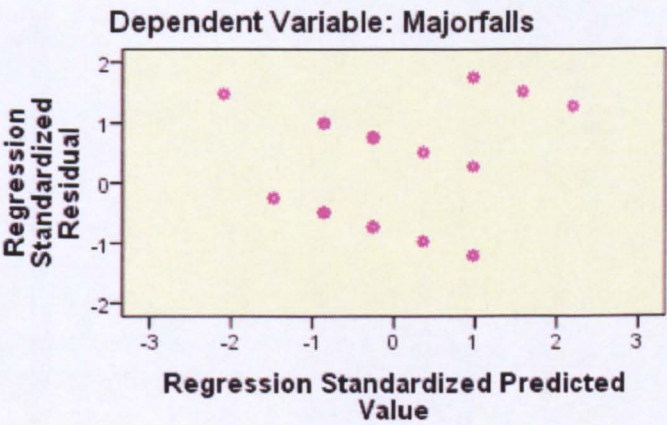 Dependent Variable: Majorfalls
Regression
Standardized
Residual
2
1
0
-1
-2
-3
-2
-1
0
1
2
3
Regression Standardized Predicted
Value